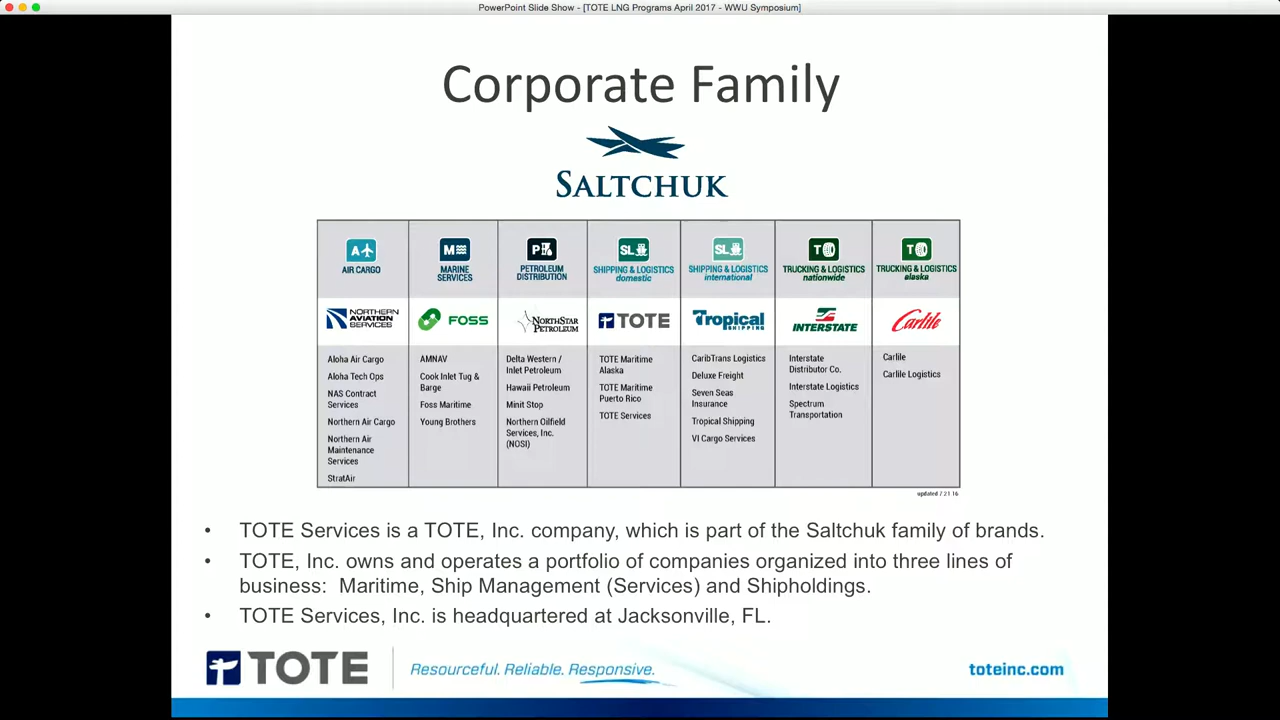 PowerPoint Slide Show - [TOTE LNG Programs April 2017 - WWU Symposium]
Corporate Family
SALTCHUK
AIR CARGO
MARINE
SERVICES
PETROLEUM
DISTRIBUTION
SL
SHIPPING & LOGISTICS
domestic
SL
SHIPPING & LOGISTICS
international
TRUCKING & LOGISTICS
nationwide
TRUCKING & LOGISTICS
alaska
NORTHERN
AVIATION
SERVICES
FOSS
NORTHSTAR
PETROLEUM
TOTE
Tropical
SHIPPING
INTERSTATE
Carlile
Aloha Air Cargo
Aloha Tech Ops
NAS Contract
Services
Northern Air Cargo
Northern Air
Maintenance
Services
StratAir
AMNAV
Cook Inlet Tug &
Barge
Foss Maritime
Young Brothers
Delta Western /
Inlet Petroleum
Hawaii Petroleum
Minit Stop
Northern Oilfield
Services, Inc.
(NOSI)
TOTE Maritime
Alaska
TOTE Maritime
Puerto Rico
TOTE Services
CaribTrans Logistics
Deluxe Freight
Seven Seas
Insurance
Tropical Shipping
VI Cargo Services
Interstate
Distributor Co.
Interstate Logistics
Spectrum
Transportation
Carlile
Carlile Logistics
updated / 21 16
• TOTE Services is a TOTE, Inc. company, which is part of the Saltchuk family of brands.
• TOTE, Inc. owns and operates a portfolio of companies organized into three lines of
business: Maritime, Ship Management (Services) and Shipholdings.
• TOTE Services, Inc. is headquartered at Jacksonville, FL.
TOTE
Resourceful. Reliable. Responsive.
toteinc.com